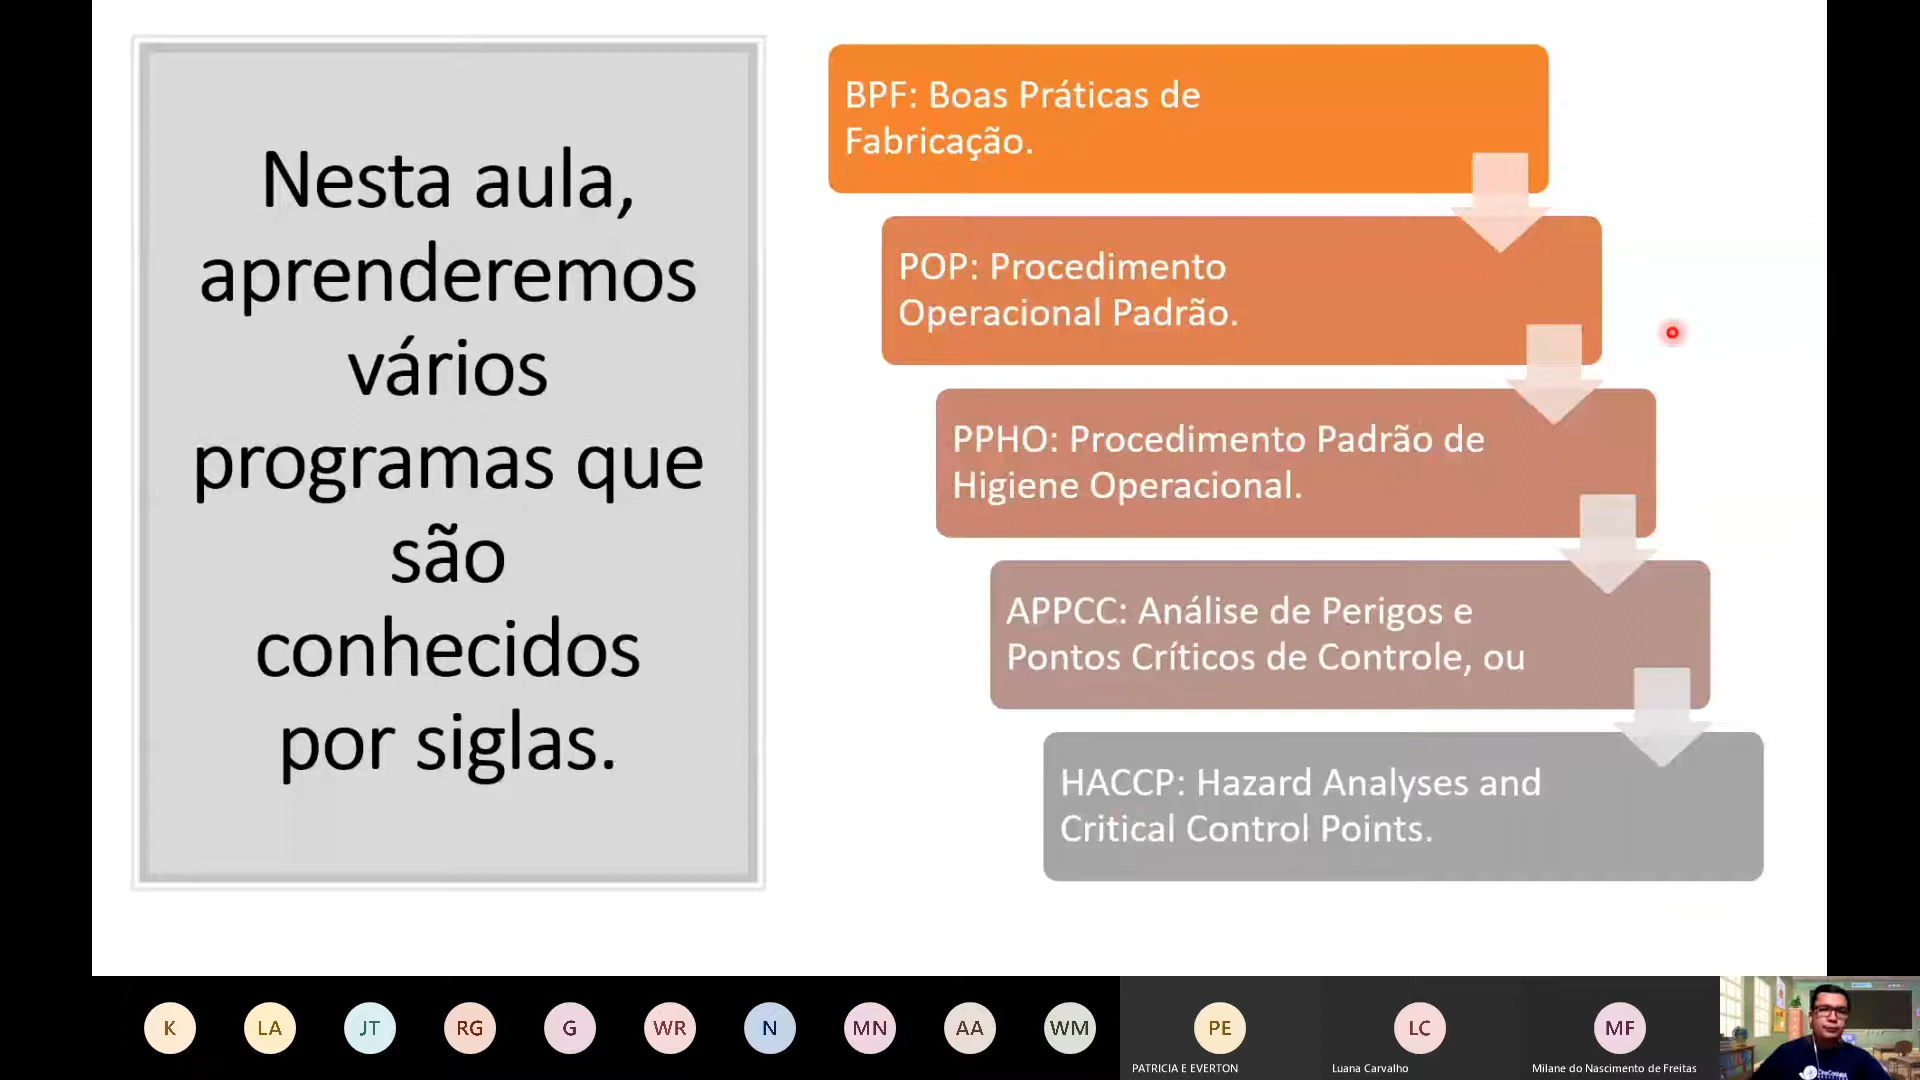 Nesta aula,
aprenderemos
vários
programas que
são
conhecidos
por siglas.
BPF: Boas Práticas de
Fabricação.
POP: Procedimento
Operacional Padrão.
PPHO: Procedimento Padrão de
Higiene Operacional.
APPCC: Análise de Perigos e
Pontos Críticos de Controle, ou
HACCP: Hazard Analyses and
Critical Control Points.
K
LA
JT
RG
G
WR
N
MN
AA
WM
PE
LC
MF
PATRICIA E EVERTON
Luana Carvalho
Milane do Nascimento de Freitas